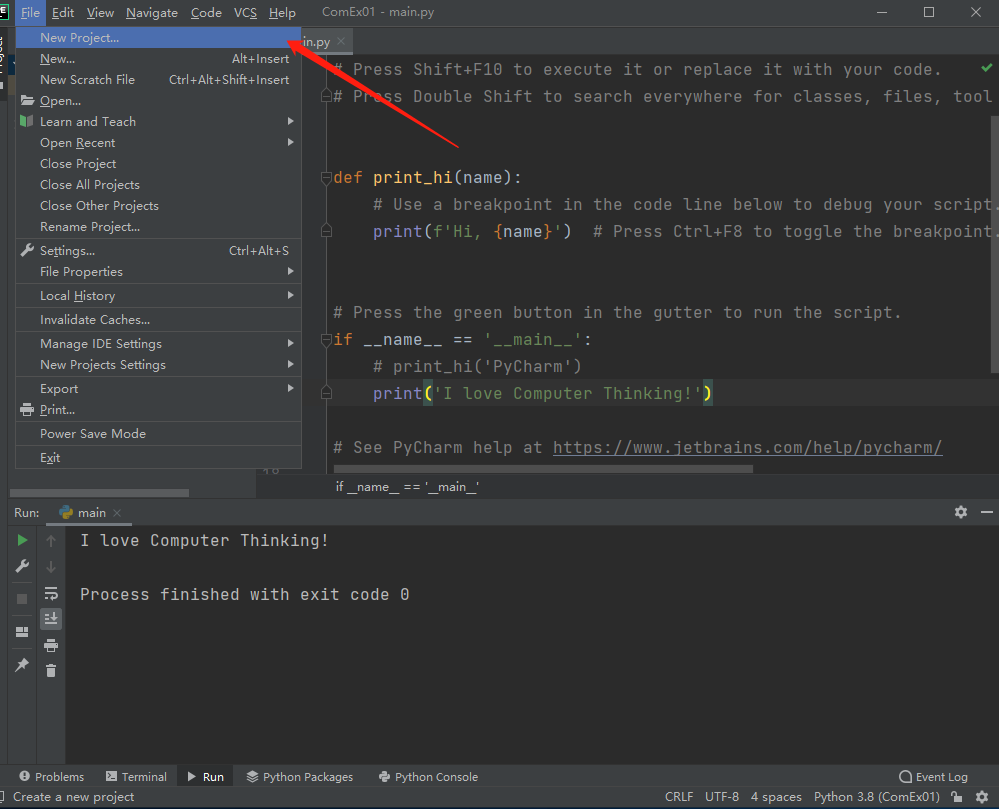 File Edit View Navigate Code VCS Help ComEx01 - main.py
New Project...
New... Alt+Insert
New Scratch File Ctrl+Alt+Shift+Insert
Open...
Learn and Teach
Open Recent
Close Project
Close All Projects
Close Other Projects
Rename Project...
Settings... Ctrl+Alt+S
File Properties
Local History
Invalidate Caches...
Manage IDE Settings
New Projects Settings
Export
Print...
Power Save Mode
Exit
in.py
# Press Shift+F10 to execute it or replace it with your code.
# Press Double Shift to search everywhere for classes, files, tool
def print_hi(name):
# Use a breakpoint in the code line below to debug your script.
print(f'Hi, {name}')  # Press Ctrl+F8 to toggle the breakpoint.
# Press the green button in the gutter to run the script.
if __name__ == '__main__':
# print_hi('PyCharm')
print('I love Computer Thinking!')
# See PyCharm help at https://www.jetbrains.com/help/pycharm/
if __name__ == '__main__'
Run: main
I love Computer Thinking!
Process finished with exit code 0
Problems Terminal Run Python Packages Python Console Event Log
Create a new project CRLF UTF-8 4 spaces Python 3.8 (ComEx01)